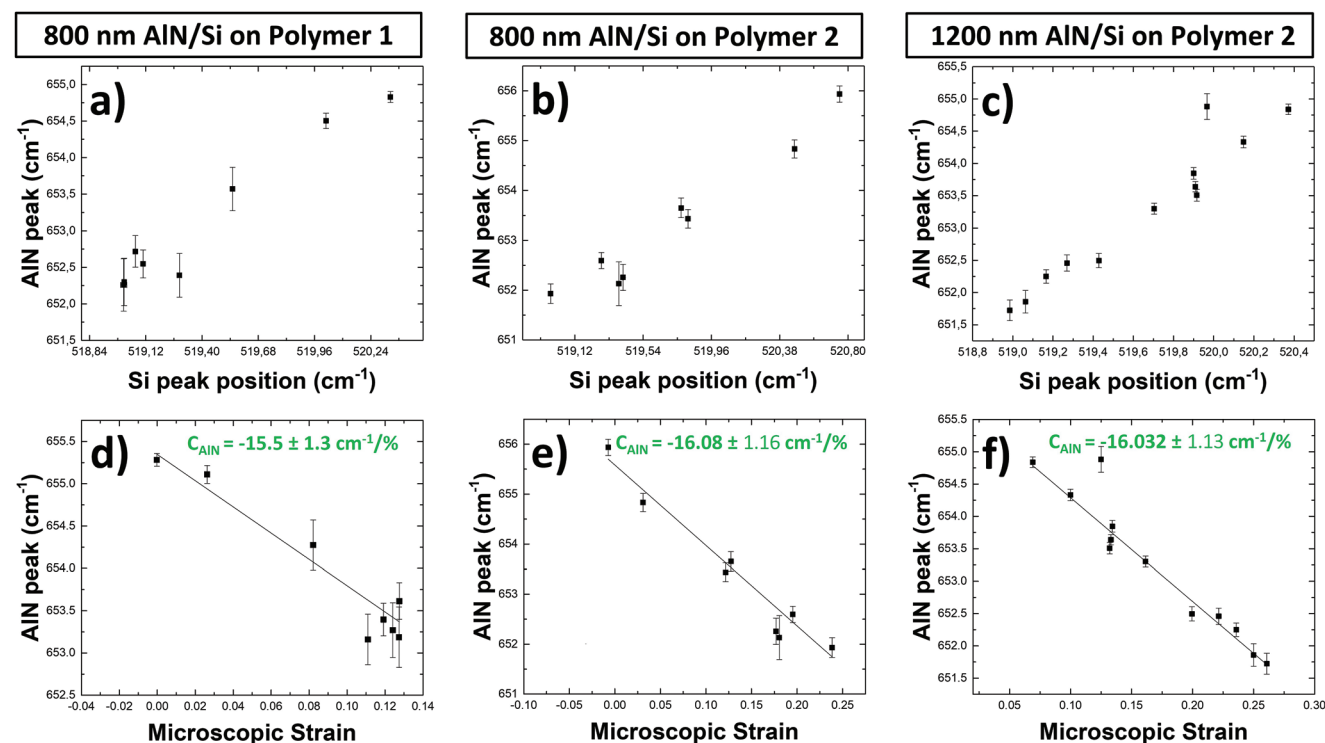 800 nm AlN/Si on Polymer 1
800 nm AlN/Si on Polymer 2
1200 nm AlN/Si on Polymer 2
a)
AlN peak (cm-1)
655,0
654,5
654,0
653,5
653,0
652,5
652,0
651,5
518,84 519,12 519,40 519,68 519,96 520,24
Si peak position (cm-1)
b)
AlN peak (cm-1)
656
655
654
653
652
651
519,12 519,54 519,96 520,38 520,80
Si peak position (cm-1)
c)
AlN peak (cm-1)
655,5
655,0
654,5
654,0
653,5
653,0
652,5
652,0
651,5
518,8 519,0 519,2 519,4 519,6 519,8 520,0 520,2 520,4
Si peak position (cm-1)
d)
CAlN = -15.5 ± 1.3 cm-1/%
AlN peak (cm-1)
655.5
655.0
654.5
654.0
653.5
653.0
652.5
-0.04 -0.02 0.00 0.02 0.04 0.06 0.08 0.10 0.12 0.14
Microscopic Strain
e)
CAlN = -16.08 ± 1.16 cm-1/%
AlN peak (cm-1)
656
655
654
653
652
651
-0.10 -0.05 0.00 0.05 0.10 0.15 0.20 0.25 0.30
Microscopic Strain
f)
CAlN = -16.032 ± 1.13 cm-1/%
AlN peak (cm-1)
655.5
655.0
654.5
654.0
653.5
653.0
652.5
652.0
651.5
0.05 0.10 0.15 0.20 0.25 0.30
Microscopic Strain